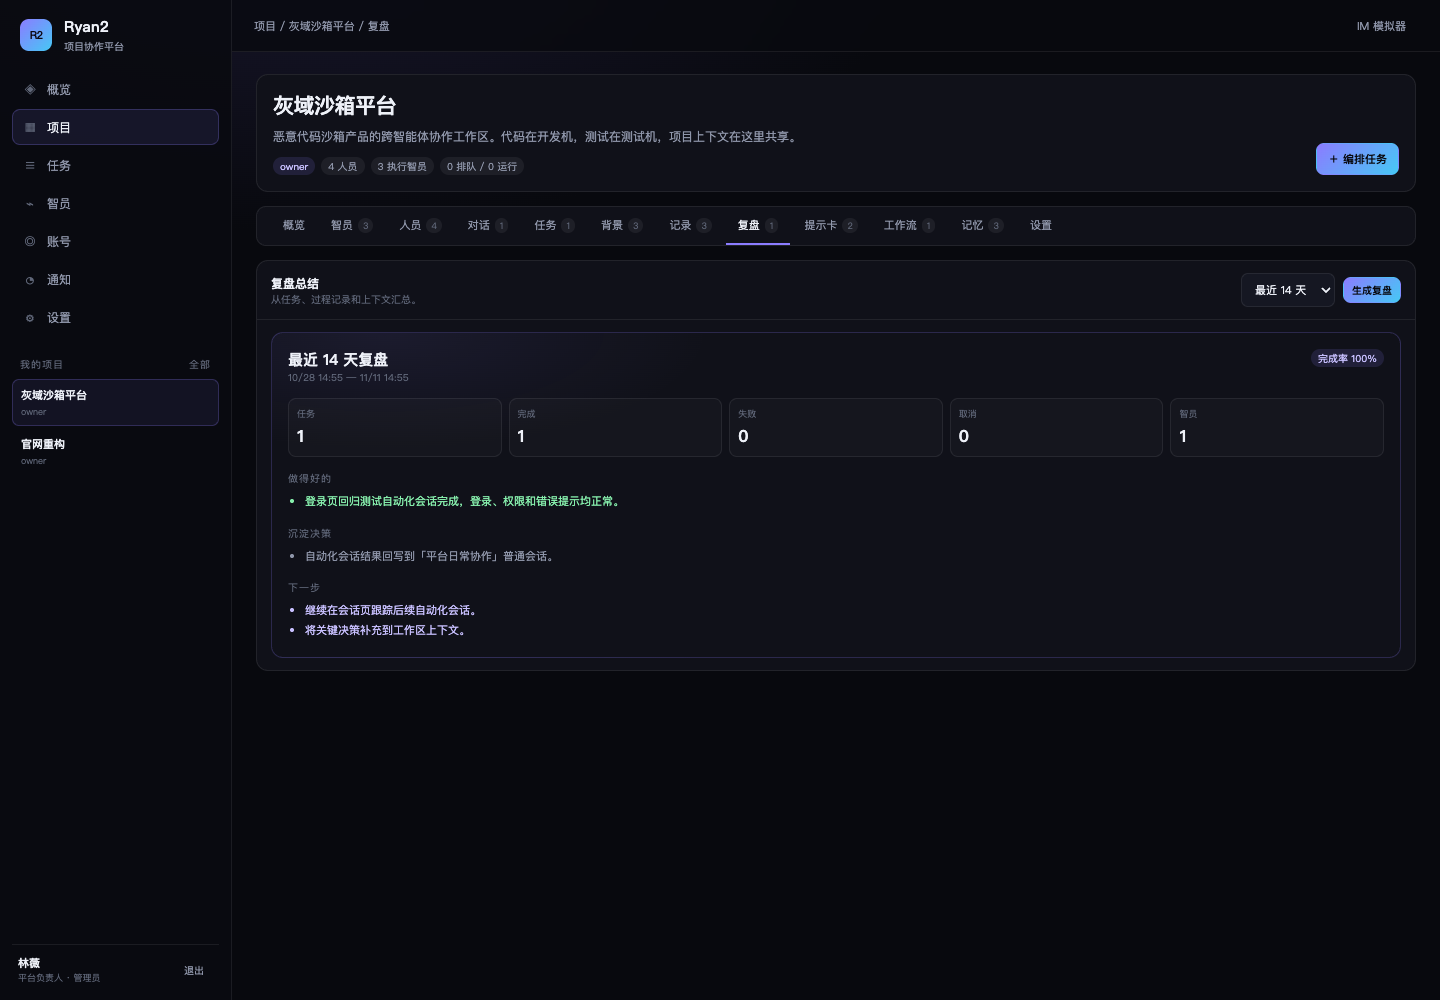 R2
Ryan2
项目协作平台
概览
项目
任务
智员
账号
通知
设置
我的项目 全部
灰域沙箱平台
owner
官网重构
owner
林薇
平台负责人 · 管理员
退出
项目 / 灰域沙箱平台 / 复盘
IM 模拟器
灰域沙箱平台
恶意代码沙箱产品的跨智能体协作工作区。代码在开发机，测试在测试机，项目上下文在这里共享。
owner 4 人员 3 执行智员 0 排队 / 0 运行
+ 编排任务
概览 智员 3 人员 4 对话 1 任务 1 背景 3 记录 3 复盘 1 提示卡 2 工作流 1 记忆 3 设置
复盘总结
从任务、过程记录和上下文汇总。
最近 14 天 生成复盘
最近 14 天复盘
10/28 14:55 — 11/11 14:55
完成率 100%
任务 完成 失败 取消 智员
1 1 0 0 1
做得好的
• 登录页回归测试自动化会话完成，登录、权限和错误提示均正常。
沉淀决策
• 自动化会话结果回写到「平台日常协作」普通会话。
下一步
• 继续在会话页跟踪后续自动化会话。
• 将关键决策补充到工作区上下文。